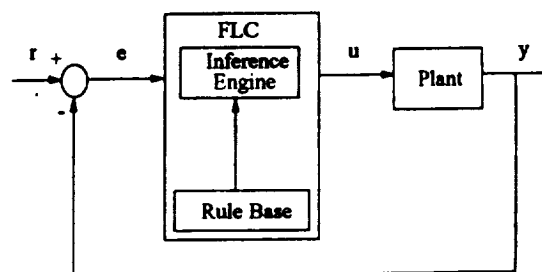 FLC
r + e
Inference
Engine
u
Plant
y
-
Rule Base